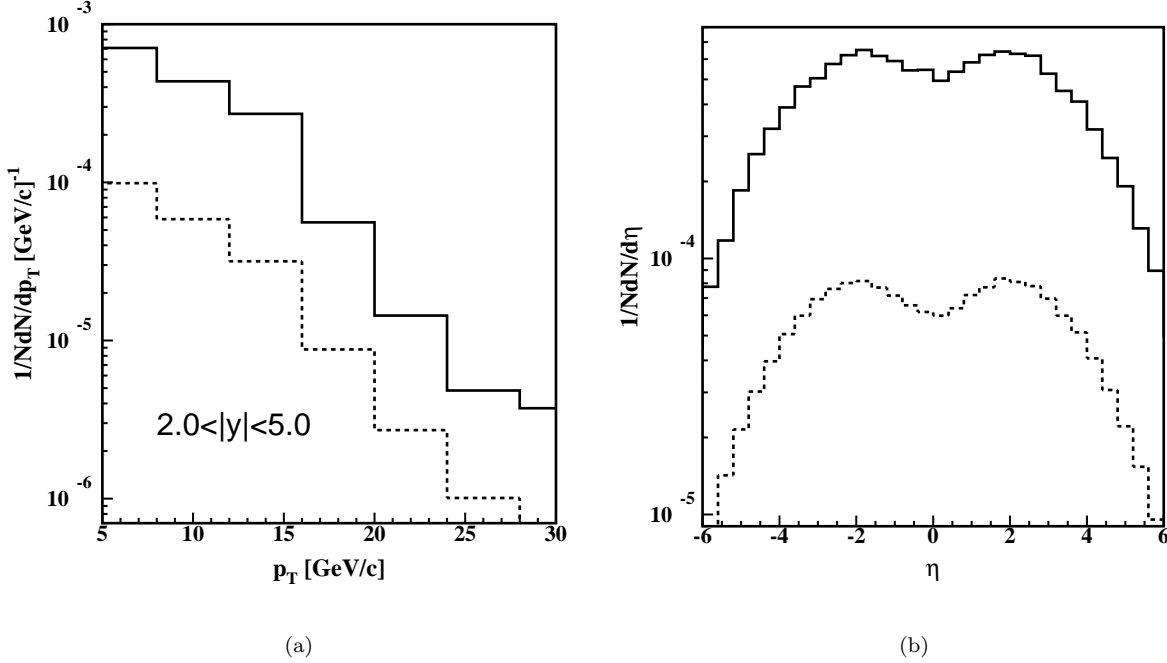 10 -3
10 -4
10 -5
10 -6
1/NdN/dp_T [GeV/c]^-1
2.0<|y|<5.0
5 10 15 20 25 30
p_T [GeV/c]
(a)
10 -4
10 -5
1/NdN/dη
-6 -4 -2 0 2 4 6
η
(b)